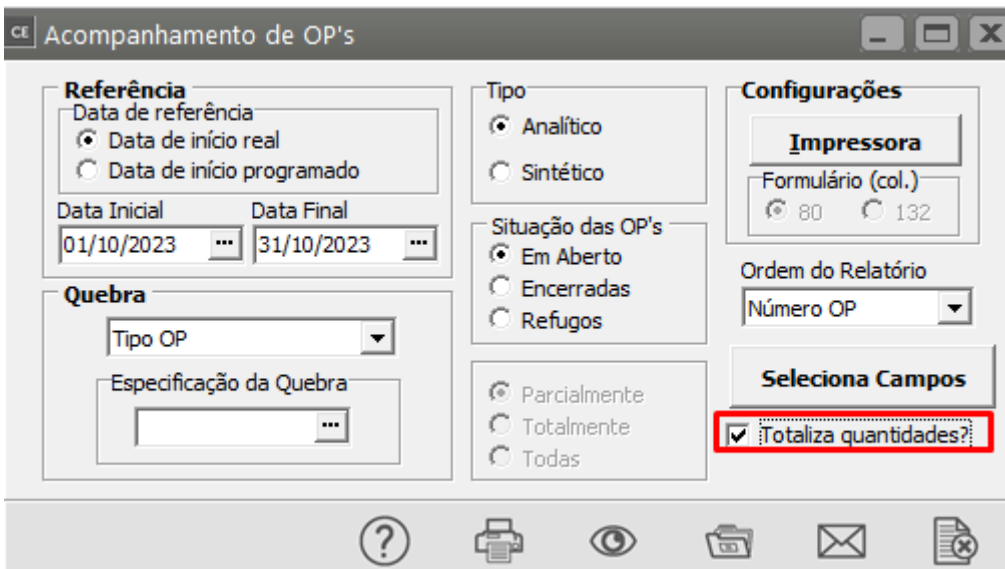 CE Acompanhamento de OP's
Referência
Data de referência
Data de início real
Data de início programado
Data Inicial Data Final
01/10/2023 ... 31/10/2023 ...
Quebra
Tipo OP
Especificação da Quebra
...
Tipo
Analítico
Sintético
Situação das OP's
Em Aberto
Encerradas
Refugos
Parcialmente
Totalmente
Todas
Configurações
Impressora
Formulário (col.)
80 132
Ordem do Relatório
Número OP
Seleciona Campos
Totaliza quantidades?
?